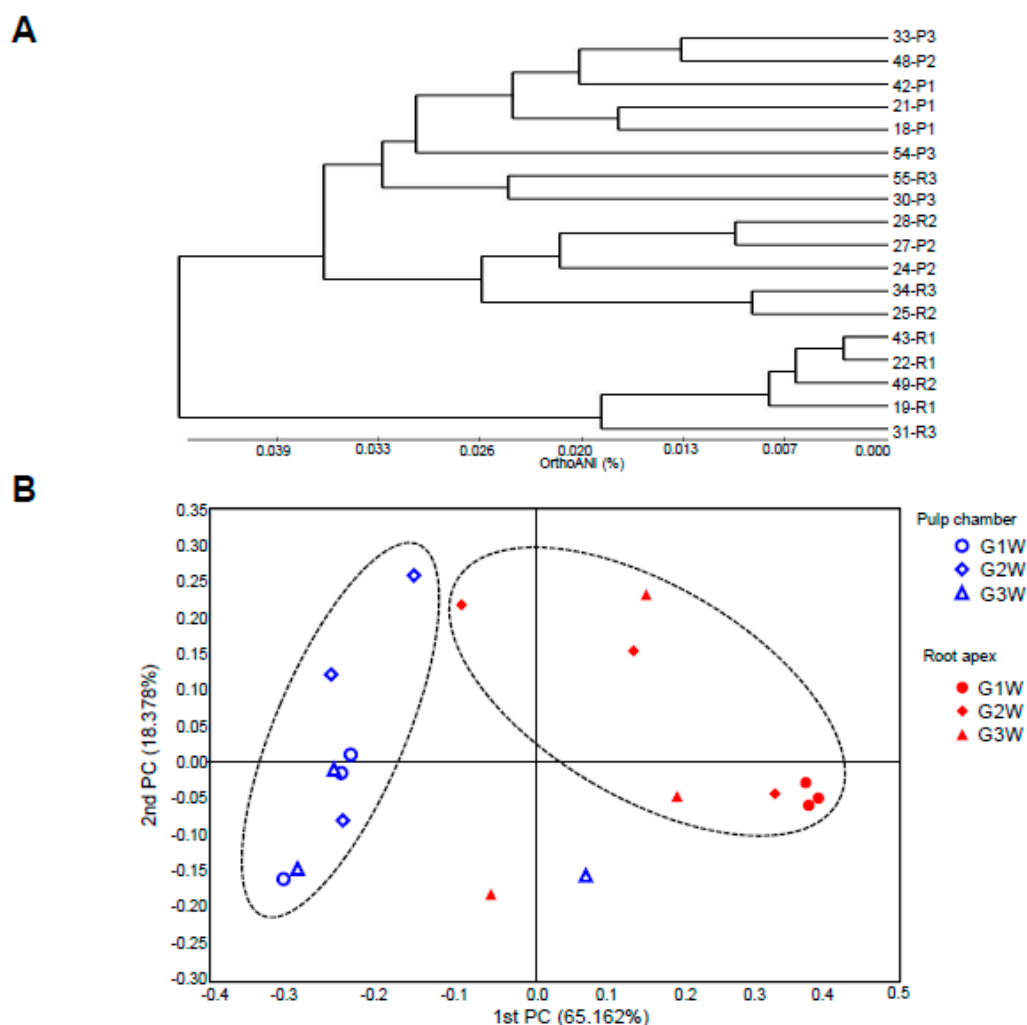 A
33-P3
48-P2
42-P1
21-P1
18-P1
54-P3
55-R3
30-P3
28-R2
27-P2
24-P2
34-R3
25-R2
43-R1
22-R1
49-R2
19-R1
31-R3
0.039 0.033 0.026 0.020 0.013 0.007 0.000
OrthoANI (%)
B
0.35
0.30
0.25
0.20
0.15
0.10
0.05
0.00
-0.05
-0.10
-0.15
-0.20
-0.25
-0.30
2nd PC (18.378%)
-0.4 -0.3 -0.2 -0.1 0.0 0.1 0.2 0.3 0.4 0.5
1st PC (65.162%)
Pulp chamber
G1W
G2W
G3W
Root apex
G1W
G2W
G3W